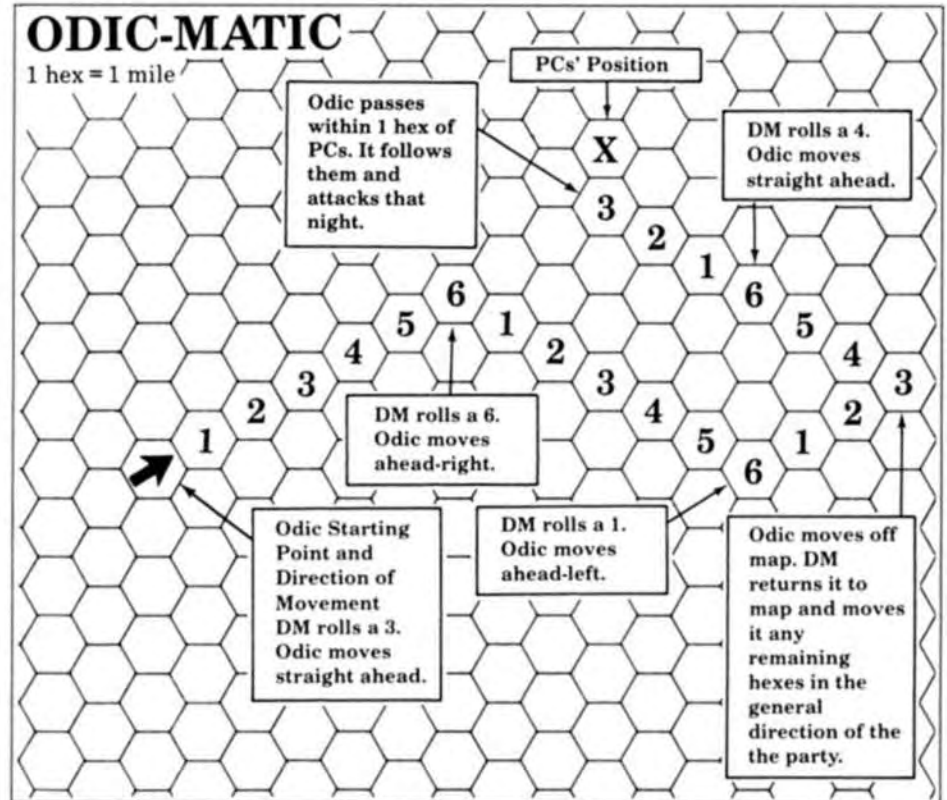 ODIC-MATIC
1 hex = 1 mile
PCs' Position
Odic passes
within 1 hex of
PCs. It follows
them and
attacks that
night.
DM rolls a 4.
Odic moves
straight ahead.
X
3
2
1
6
5
4
3
6
5
4
3
2
1
1
2
3
4
5
6
1
2
DM rolls a 6.
Odic moves
ahead-right.
Odic Starting
Point and
Direction of
Movement
DM rolls a 3.
Odic moves
straight ahead.
DM rolls a 1.
Odic moves
ahead-left.
Odic moves off
map. DM
returns it to
map and moves
it any
remaining
hexes in the
general
direction of the
the party.